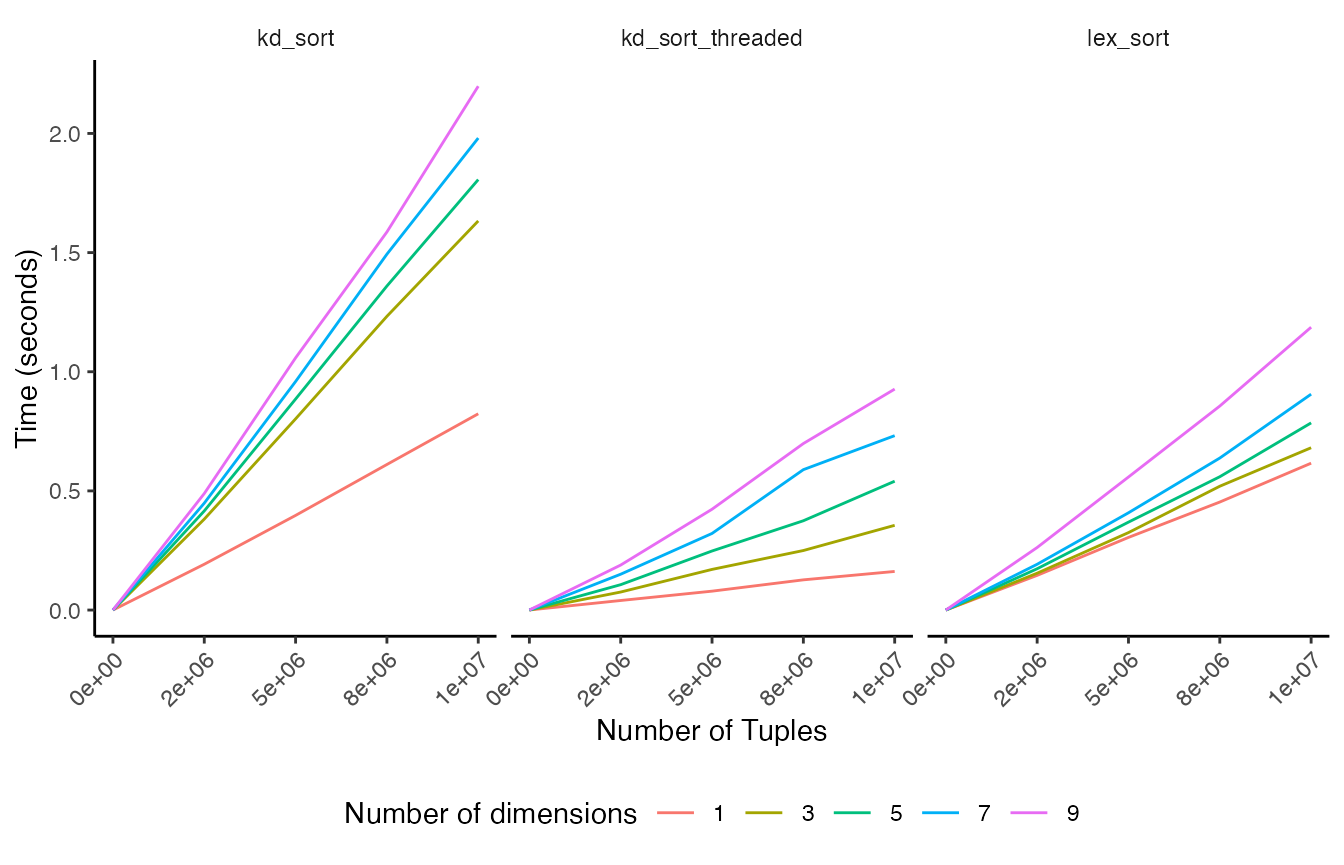 kd_sort kd_sort_threaded lex_sort
Time (seconds)
2.0
1.5
1.0
0.5
0.0
0e+00 2e+06 5e+06 8e+06 1e+07 0e+00 2e+06 5e+06 8e+06 1e+07 0e+00 2e+06 5e+06 8e+06 1e+07
Number of Tuples
Number of dimensions 1 3 5 7 9